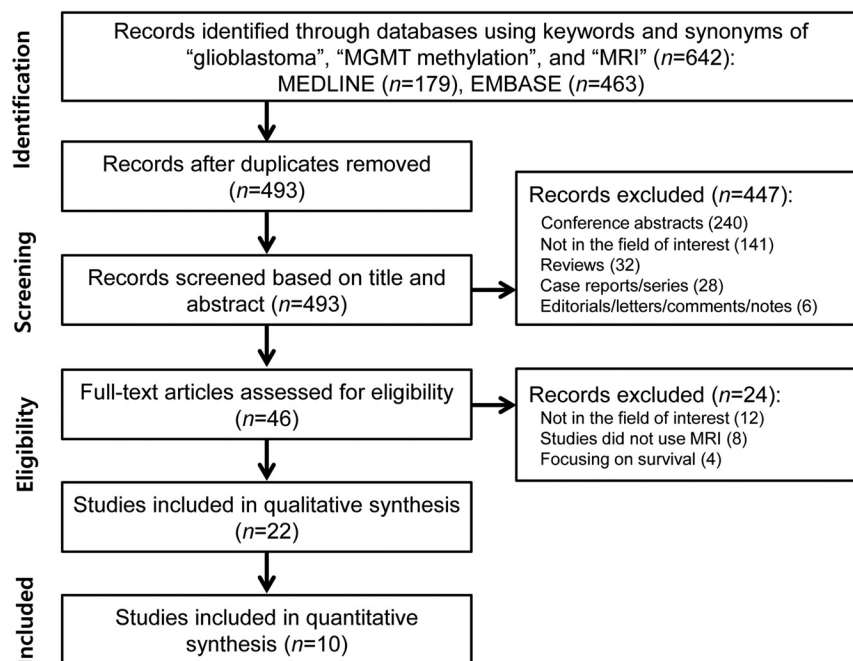 Identification
Records identified through databases using keywords and synonyms of
“glioblastoma”, “MGMT methylation”, and “MRI” (n=642):
MEDLINE (n=179), EMBASE (n=463)
Records after duplicates removed
(n=493)
Screening
Records screened based on title and
abstract (n=493)
Records excluded (n=447):
Conference abstracts (240)
Not in the field of interest (141)
Reviews (32)
Case reports/series (28)
Editorials/letters/comments/notes (6)
Eligibility
Full-text articles assessed for eligibility
(n=46)
Records excluded (n=24):
Not in the field of interest (12)
Studies did not use MRI (8)
Focusing on survival (4)
Studies included in qualitative synthesis
(n=22)
Included
Studies included in quantitative
synthesis (n=10)